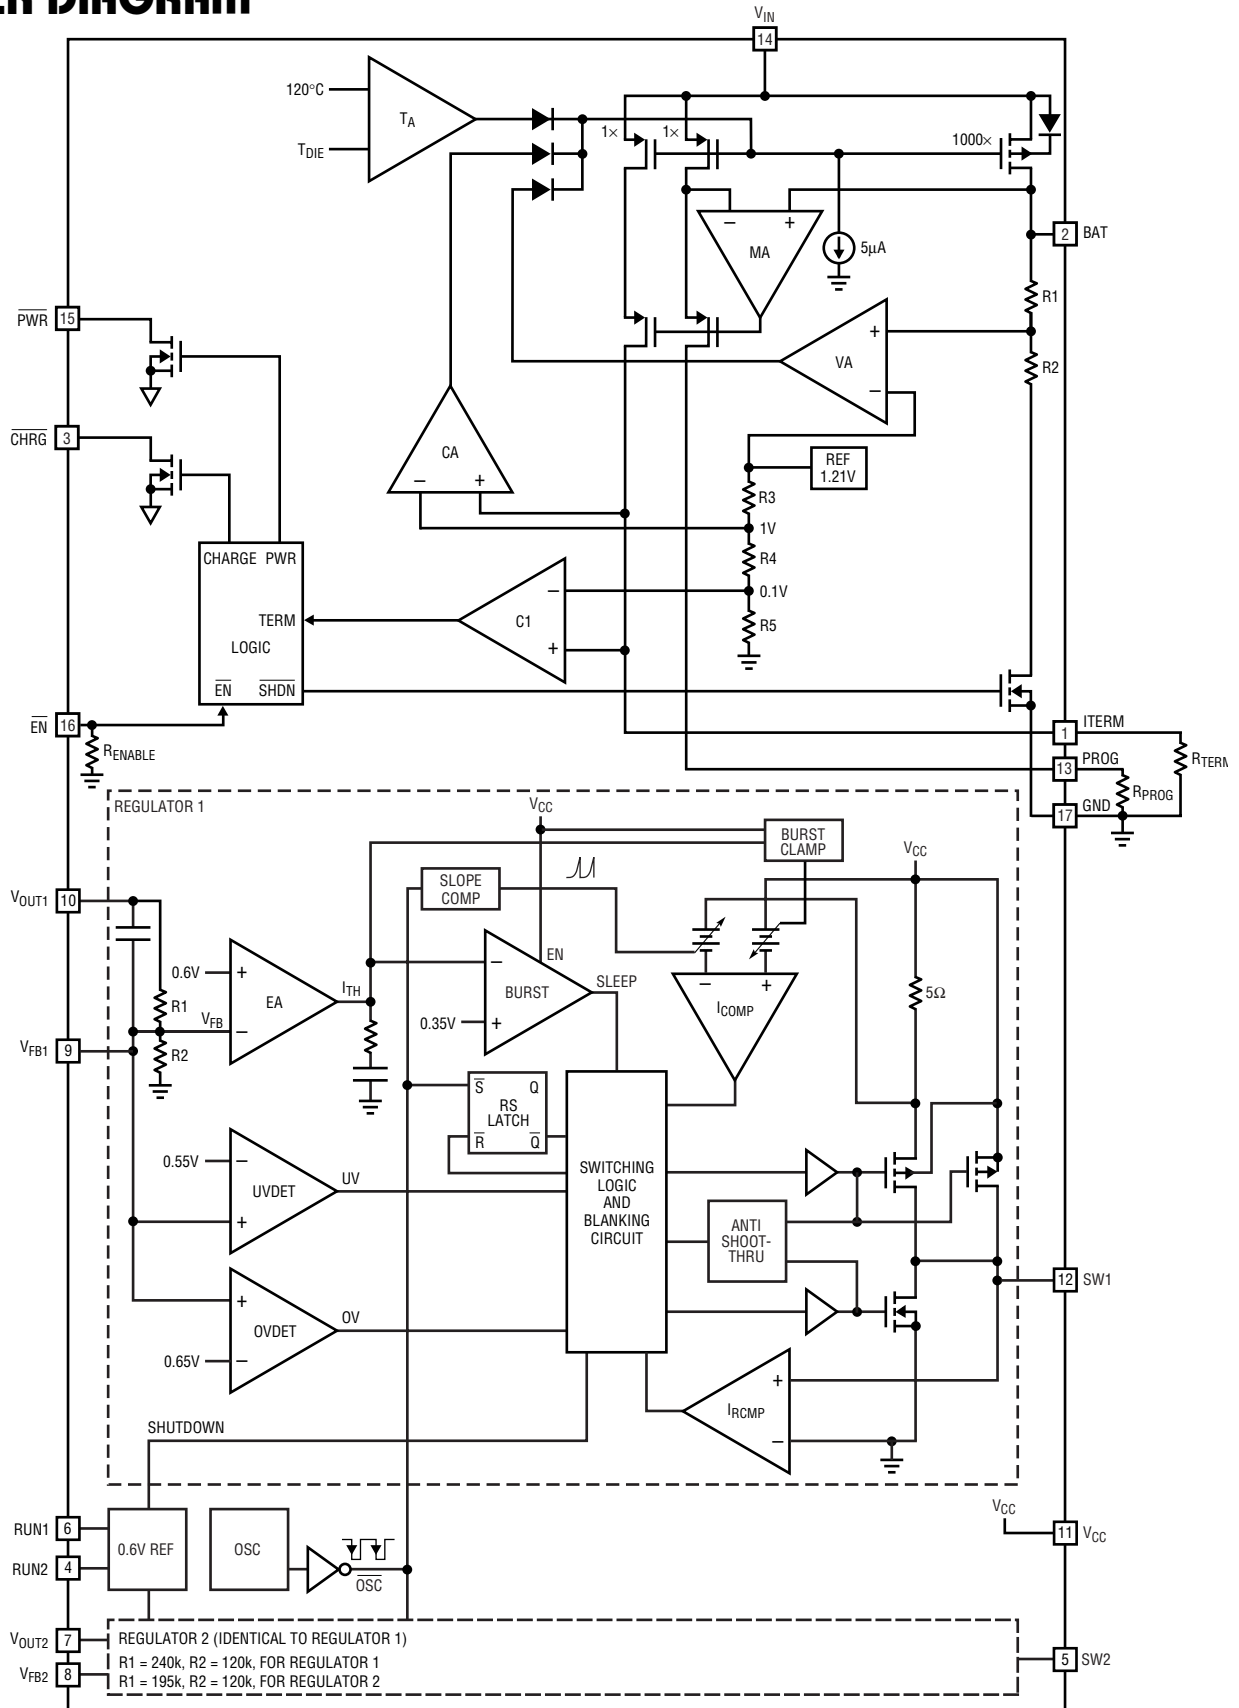 DIAGRAM
VIN
14
120°C
TA
TDIE
1×
1×
1000×
– +
MA
5µA
2 BAT
R1
PWR 15
+
VA
–
R2
CHRG 3
CA
– +
REF
1.21V
R3
1V
CHARGE PWR
R4
–
0.1V
TERM
C1
R5
LOGIC
+
EN SHDN
EN 16
RENABLE
1 ITERM
13 PROG
RPROG
17 GND
REGULATOR 1
VCC
BURST
CLAMP
VCC
SLOPE
COMP
VOUT1 10
0.6V
+
EA
–
ITH
–
EN
BURST
SLEEP
0.35V
+
– +
ICOMP
5Ω
R1
VFB
VFB1 9
R2
S Q
RS
LATCH
R Q
0.55V
–
UVDET
+
UV
SWITCHING
LOGIC
AND
BLANKING
CIRCUIT
ANTI
SHOOT-
THRU
12 SW1
+
OVDET
–
OV
0.65V
+
IRCMP
–
SHUTDOWN
VCC
RUN1 6
11 VCC
0.6V REF
OSC
RUN2 4
OSC
VOUT2 7
REGULATOR 2 (IDENTICAL TO REGULATOR 1)
R1 = 240k, R2 = 120k, FOR REGULATOR 1
5 SW2
VFB2 8
R1 = 195k, R2 = 120k, FOR REGULATOR 2